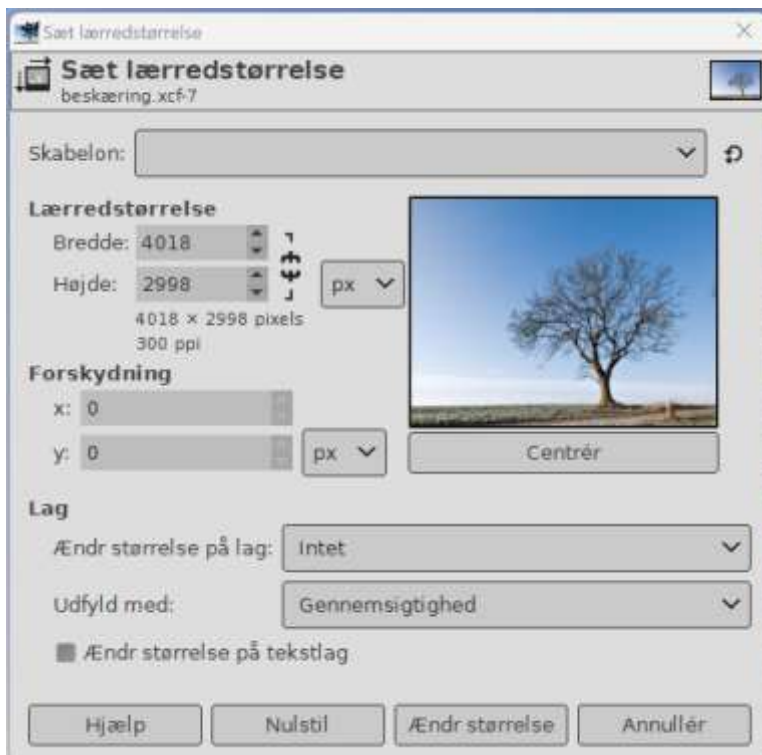 Sæt lærredstørrelse
Sæt lærredstørrelse
beskæring.xcf-7
Skabelon:
Lærredstørrelse
Bredde: 4018
Højde: 2998 px
4018 × 2998 pixels
300 ppi
Forskydning
x: 0
y: 0 px
Centrér
Lag
Ændr størrelse på lag: Intet
Udfyld med: Gennemsigtighed
Ændr størrelse på tekstlag
Hjælp Nulstil Ændr størrelse Annullér